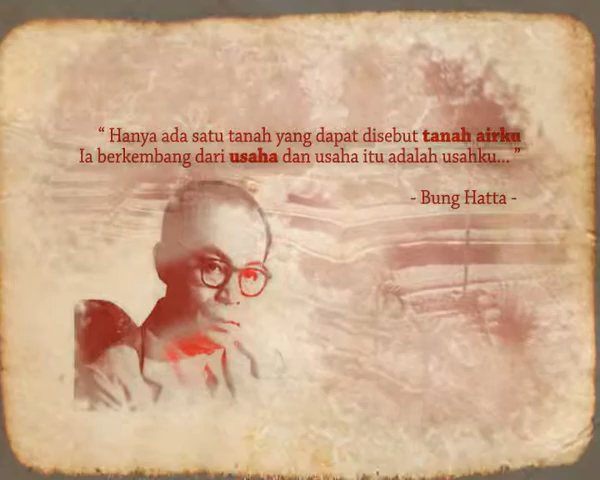 “ Hanya ada satu tanah yang dapat disebut tanah airku
Ia berkembang dari usaha dan usaha itu adalah usahku... ”
- Bung Hatta -